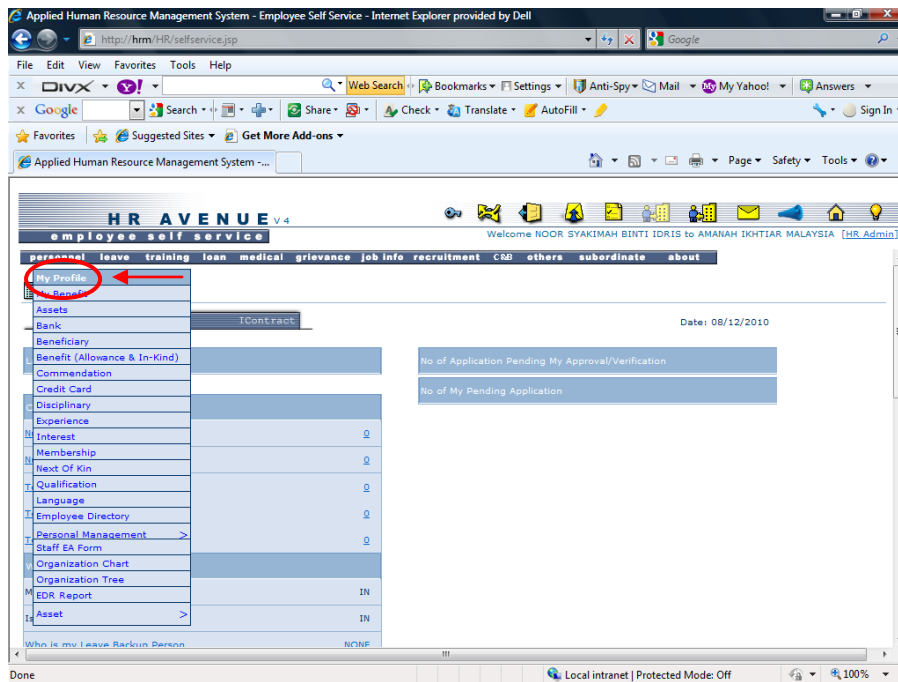 Applied Human Resource Management System - Employee Self Service - Internet Explorer provided by Dell
http://hrm/HR/selfservice.jsp
Google
File Edit View Favorites Tools Help
x DIVX Y! Web Search Bookmarks Settings Anti-Spy Mail My Yahoo! Answers
x Google Search Share Check Translate AutoFill Sign In
Favorites Suggested Sites Get More Add-ons
Applied Human Resource Management System -... Page Safety Tools
HR AVENUE V4
employee self service
Welcome NOOR SYAKIMAH BINTI IDRIS to AMANAH IKHTIAR MALAYSIA [HR Admin]
personnel leave training loan medical grievance job info recruitment C&B others subordinate about
My Profile
My Benefit
Assets
IContract
Date: 08/12/2010
Bank
Beneficiary
Benefit (Allowance & In-Kind)
No of Application Pending My Approval/Verification
Commendation
Credit Card
No of My Pending Application
Disciplinary
Experience
Interest
0
Membership
0
Next Of Kin
Qualification
0
Language
Employee Directory
0
Personal Management >
0
Staff EA Form
Organization Chart
Organization Tree
EDR Report
IN
Asset >
IN
Who is my Leave Backup Person NONE
Done
Local intranet | Protected Mode: Off
100%